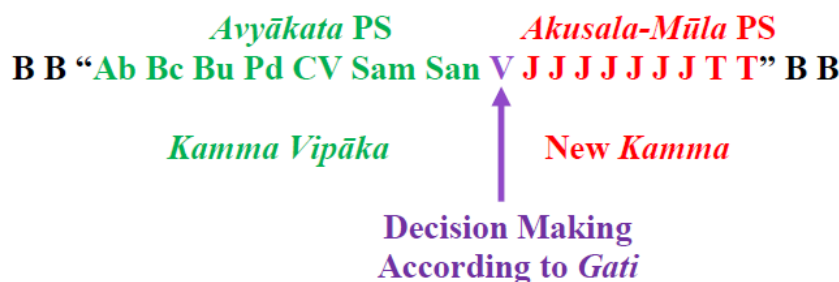 Avyākata PS Akusala-Mūla PS
B B “Ab Bc Bu Pd CV Sam San V J J J J J J J T T” B B
Kamma Vipāka New Kamma
Decision Making
According to Gati